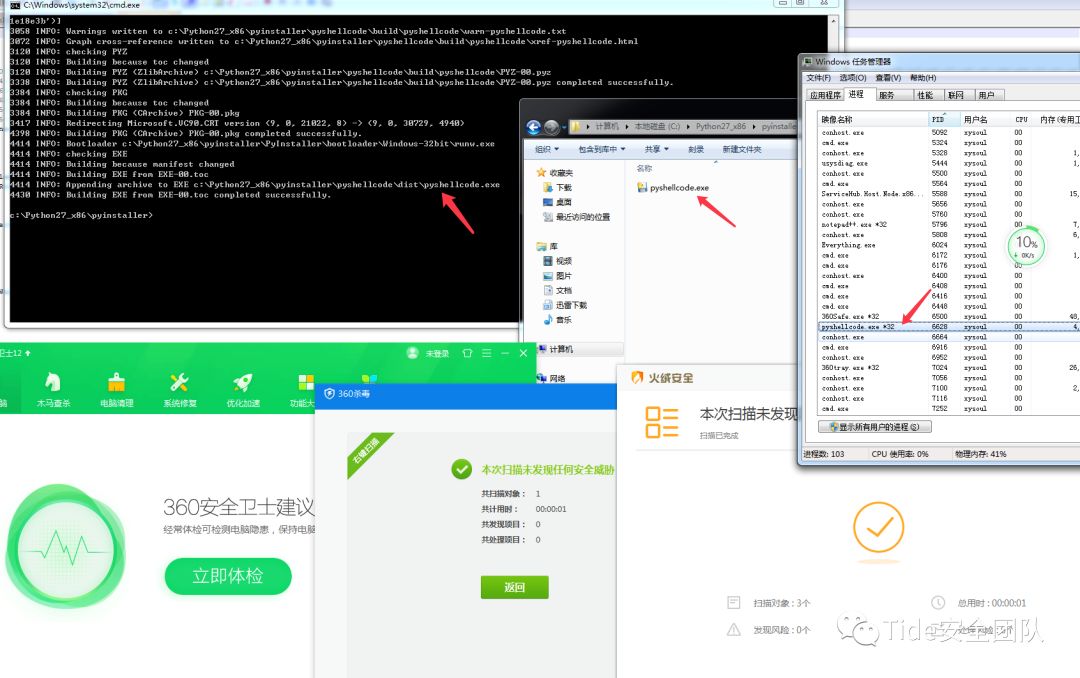 C:\Windows\system32\cmd.exe
1e18e3b')]
3058 INFO: Warnings written to c:\Python27_x86\pyinstaller\pyshellcode\build\pyshellcode\warn-pyshellcode.txt
3072 INFO: Graph cross-reference written to c:\Python27_x86\pyinstaller\pyshellcode\build\pyshellcode\xref-pyshellcode.html
3120 INFO: checking PYZ
3120 INFO: Building because toc changed
3120 INFO: Building PYZ (ZlibArchive) c:\Python27_x86\pyinstaller\pyshellcode\build\pyshellcode\PYZ-00.pyz
3338 INFO: Building PYZ (ZlibArchive) c:\Python27_x86\pyinstaller\pyshellcode\build\pyshellcode\PYZ-00.pyz completed successfully.
3384 INFO: checking PKG
3384 INFO: Building because toc changed
3384 INFO: Building PKG (CArchive) PKG-00.pkg
3417 INFO: Redirecting Microsoft.VC90.CRT version (9, 0, 21022, 8) -> (9, 0, 30729, 4940)
4398 INFO: Building PKG (CArchive) PKG-00.pkg completed successfully.
4414 INFO: Bootloader c:\Python27_x86\pyinstaller\PyInstaller\bootloader\Windows-32bit\runw.exe
4414 INFO: checking EXE
4414 INFO: Building because manifest changed
4414 INFO: Building EXE from EXE-00.toc
4414 INFO: Appending archive to EXE c:\Python27_x86\pyinstaller\pyshellcode\dist\pyshellcode.exe
4430 INFO: Building EXE from EXE-00.toc completed successfully.
c:\Python27_x86\pyinstaller>
计算机 本地磁盘 (C:) Python27_x86 pyinstalle
组织 包含到库中 共享 刻录 新建文件夹
收藏夹
下载
桌面
最近访问的位置
库
视频
图片
文档
迅雷下载
音乐
计算机
网络
名称
pyshellcode.exe
Windows 任务管理器
文件(F) 选项(O) 查看(V) 帮助(H)
应用程序 进程 服务 性能 联网 用户
映像名称 PID 用户名 CPU 内存(专用工
conhost.exe 5092 xysoul 00
cmd.exe 5324 xysoul 00
conhost.exe 5328 xysoul 00 1,
usysdiag.exe 5444 xysoul 00 1,
conhost.exe 5500 xysoul 00
cmd.exe 5564 xysoul 00
ServiceHub.Host.Node.x86... 5588 xysoul 00 15,
conhost.exe 5656 xysoul 00
conhost.exe 5760 xysoul 00
notepad++.exe *32 5796 xysoul 00 7,
conhost.exe 5808 xysoul 00 6,
Everything.exe 6024 xysoul
cmd.exe 6172 xysoul 1,
cmd.exe 6176 xysoul 00
conhost.exe 6400 xysoul 00
cmd.exe 6408 xysoul 00
cmd.exe 6416 xysoul 00
cmd.exe 6448 xysoul 00
360Safe.exe *32 6500 xysoul 00 48,
pyshellcode.exe *32 6628 xysoul 00 4,
conhost.exe 6664 xysoul 00
cmd.exe 6916 xysoul 00
conhost.exe 6952 xysoul 00
360tray.exe *32 7024 xysoul 00 26,
conhost.exe 7056 xysoul 00
conhost.exe 7100 xysoul 00 2,
conhost.exe 7116 xysoul 00
cmd.exe 7252 xysoul 00
10%
0K/s
显示所有用户的进程(S)
进程数: 103 CPU 使用率: 0% 物理内存: 41%
卫士12
未登录
脑 木马查杀 电脑清理 系统修复 优化加速 功能大
360安全卫士建议
经常体检可检测电脑隐患，保持电脑
立即体检
360杀毒
右键扫描
本次扫描未发现任何安全威胁
共扫描对象： 1
共计用时： 00:00:01
共发现项目： 0
共处理项目： 0
返回
火绒安全
本次扫描未发现
扫描已完成
扫描对象：3个
总用时：00:00:01
发现风险：0个
Tide安全团队